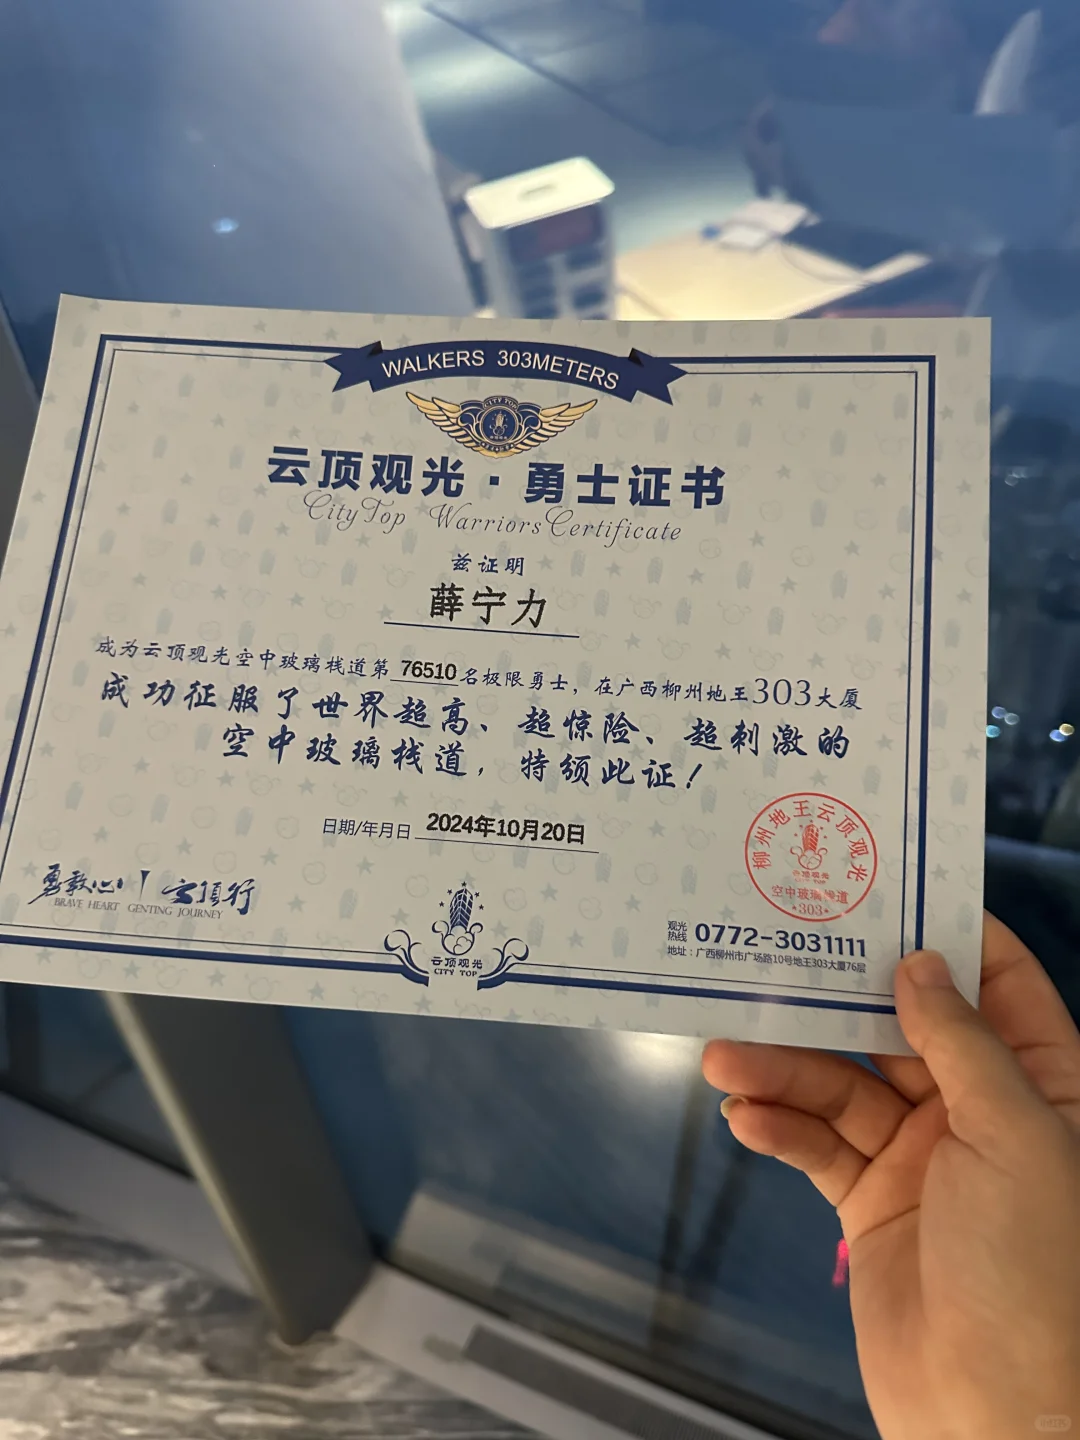 WALKERS 303METERS
CITY TOP
云顶观光·勇士证书
CityTop Warriors Certificate
兹证明
薛宁力
成为云顶观光空中玻璃栈道第76510名极限勇士，在广西柳州地王303大厦
成功征服了世界超高、超惊险、超刺激的
空中玻璃栈道，特颁此证！
日期/年月日 2024年10月20日
柳州地王云顶观光
云顶观光
空中玻璃栈道
★303★
勇敢心 云顶行
BRAVE HEART GENTING JOURNEY
云顶观光
CITY TOP
观光热线 0772-3031111
地址：广西柳州市广场路10号地王303大厦76层